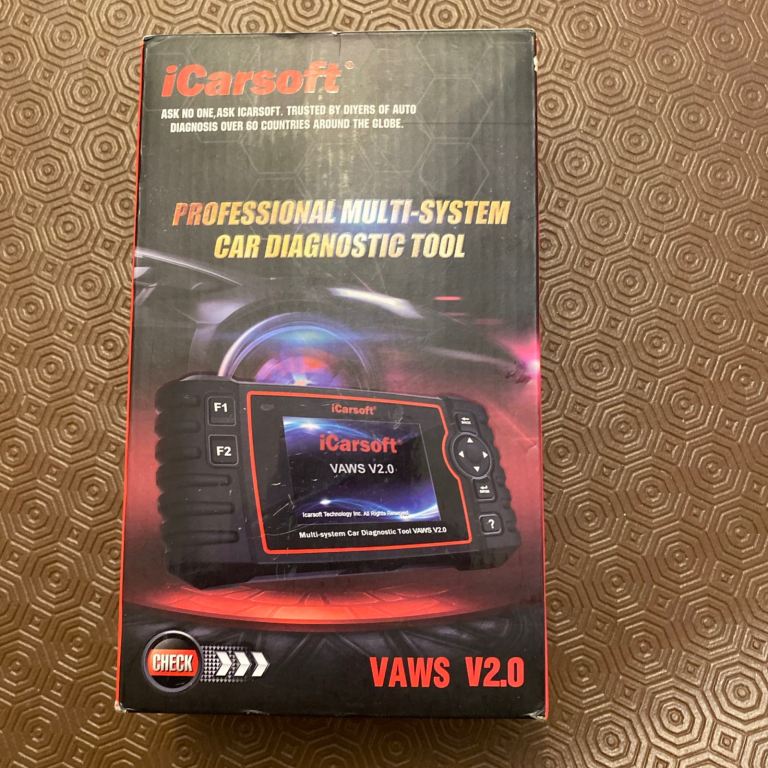 iCarsoft®
ASK NO ONE,ASK ICARSOFT. TRUSTED BY DIYERS OF AUTO
DIAGNOSIS OVER 60 COUNTRIES AROUND THE GLOBE.
PROFESSIONAL MULTI-SYSTEM
CAR DIAGNOSTIC TOOL
iCarsoft®
F1
BACK
iCarsoft®
F2
VAWS V2.0
Icarsoft Technology Inc. All Rights Reserved.
?
Multi-system Car Diagnostic Tool VAWS V2.0
CHECK
VAWS V2.0